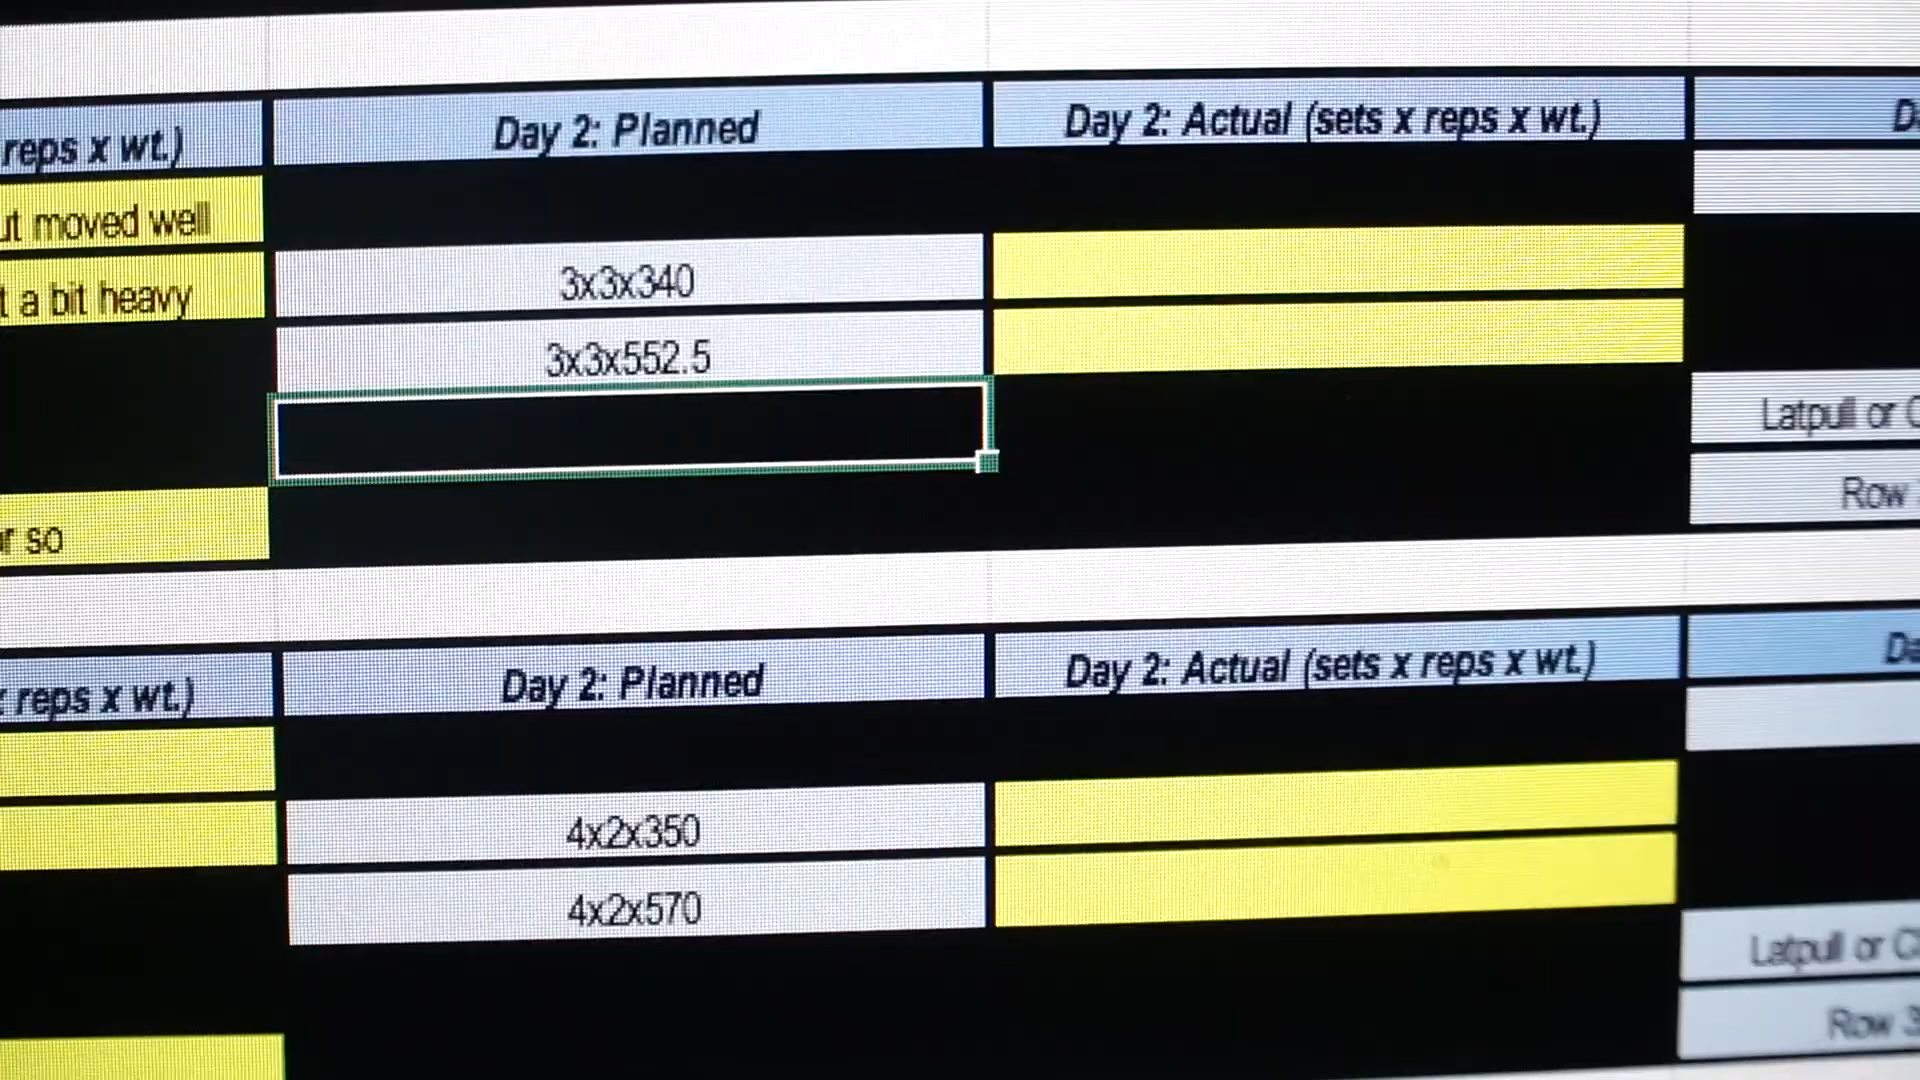 reps x wt.)
Day 2: Planned
Day 2: Actual (sets x reps x wt.)
moved well
3x3x340
a bit heavy
3x3x552.5
Latpull or
Row
so
reps x wt.)
Day 2: Planned
Day 2: Actual (sets x reps x wt.)
4x2x350
4x2x570
Latpull or
Row